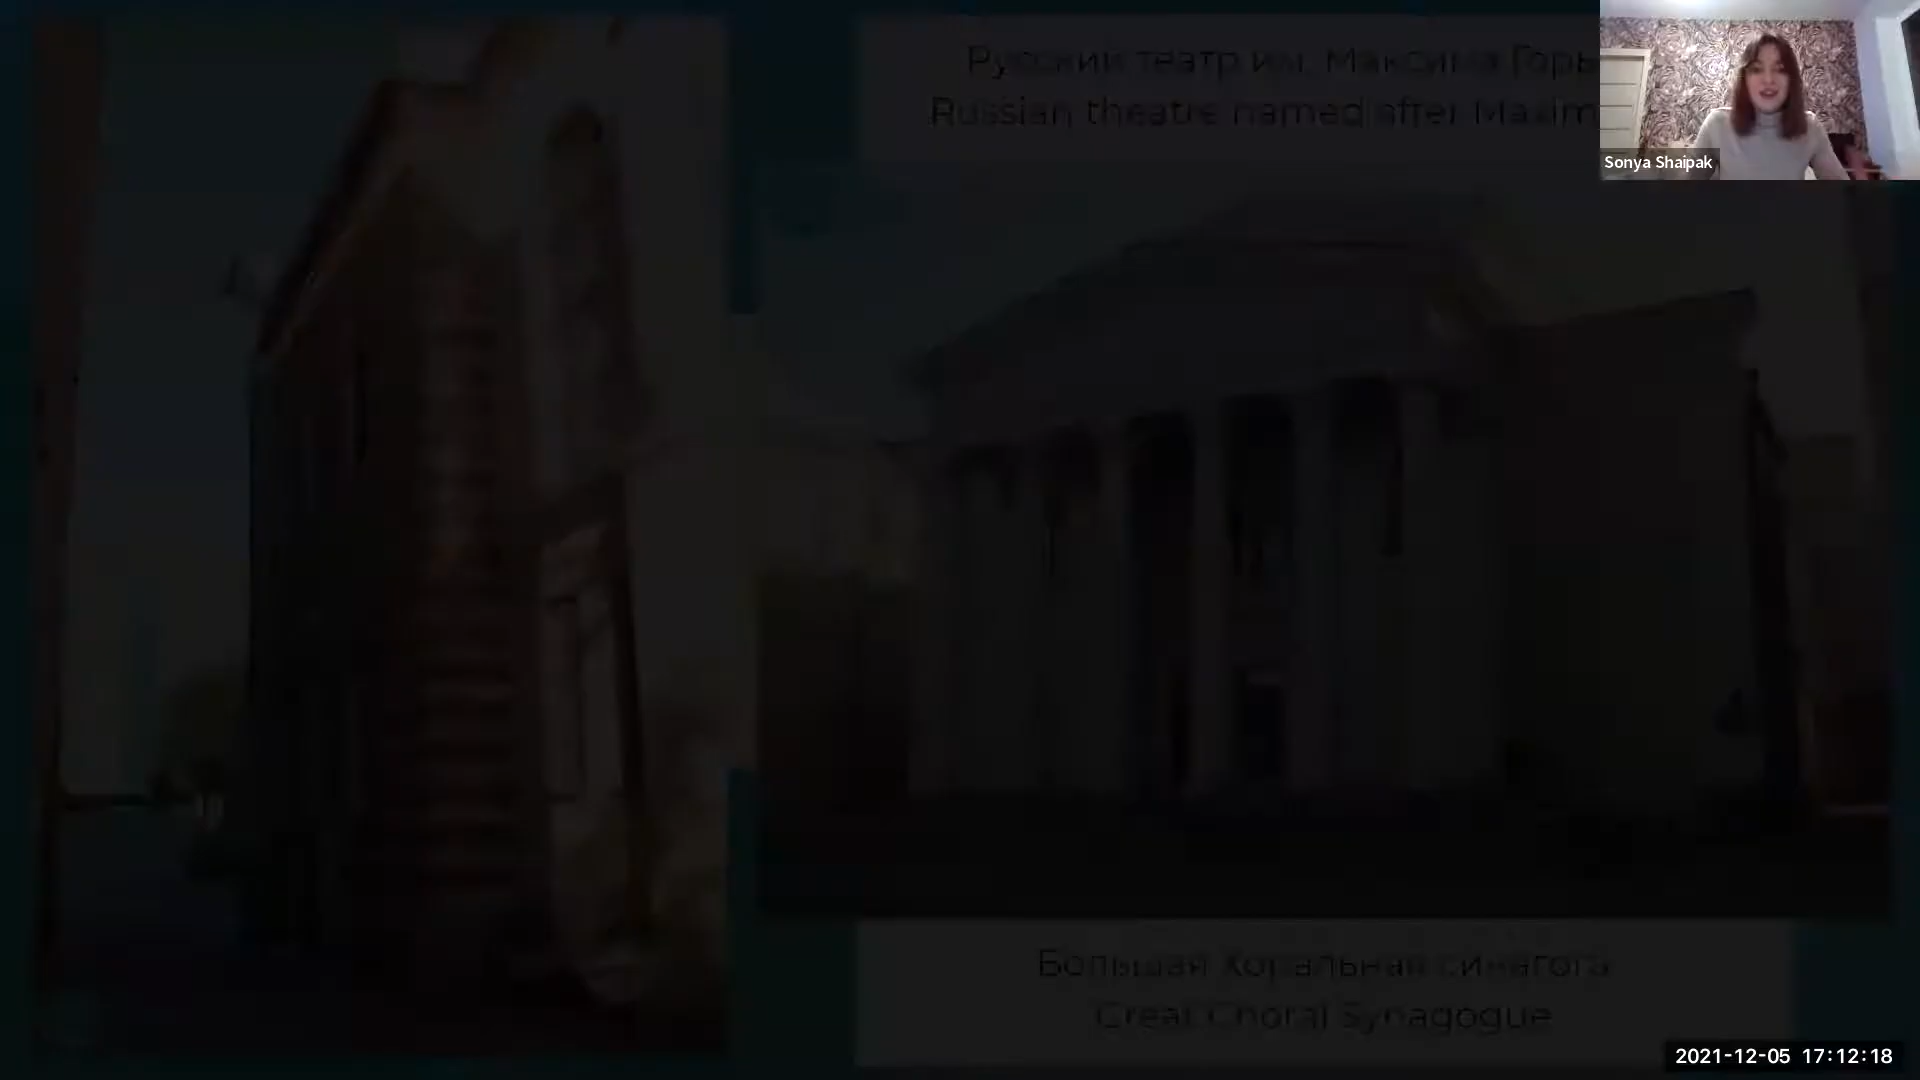 Русский театр им. Максима Горь
Russian theatre named after Maxim
Sonya Shaipak
Большая Хоральная синагога
Great Choral Synagogue
2021-12-05 17:12:18